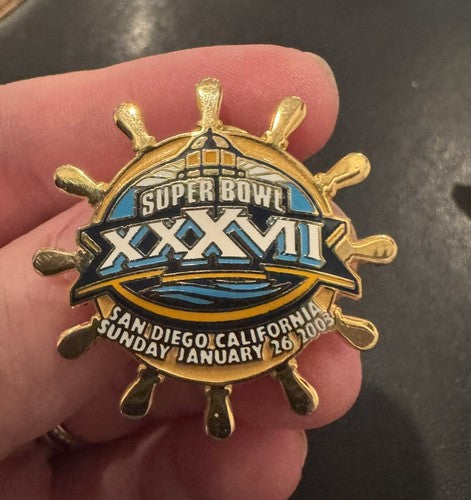 SUPER BOWL
XXXVII
SAN DIEGO CALIFORNIA
SUNDAY JANUARY 26 2003